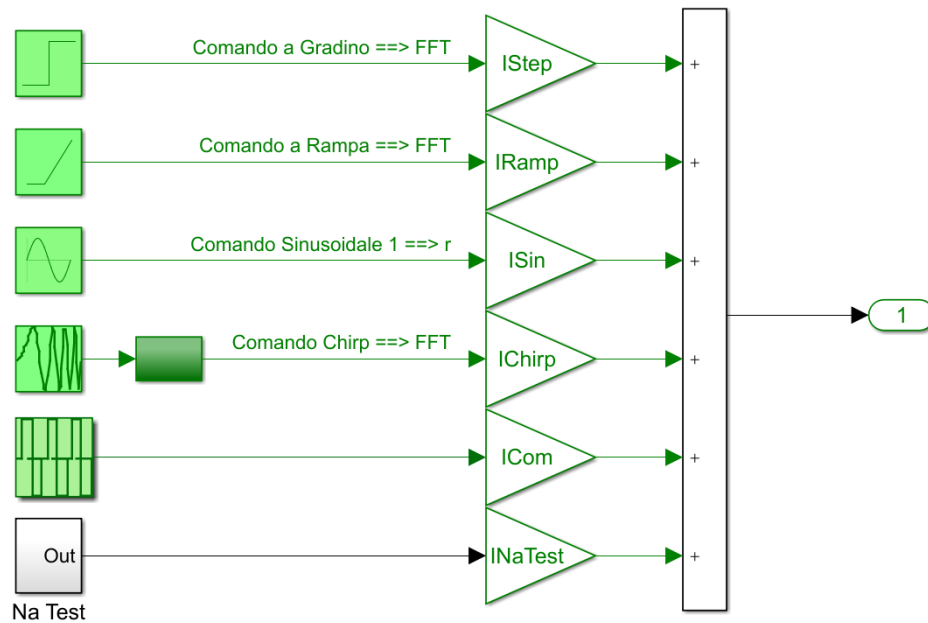 Comando a Gradino ==> FFT
IStep
+
Comando a Rampa ==> FFT
IRamp
+
Comando Sinusoidale 1 ==> r
ISin
+
1
Comando Chirp ==> FFT
IChirp
+
ICom
+
Out
INaTest
+
Na Test